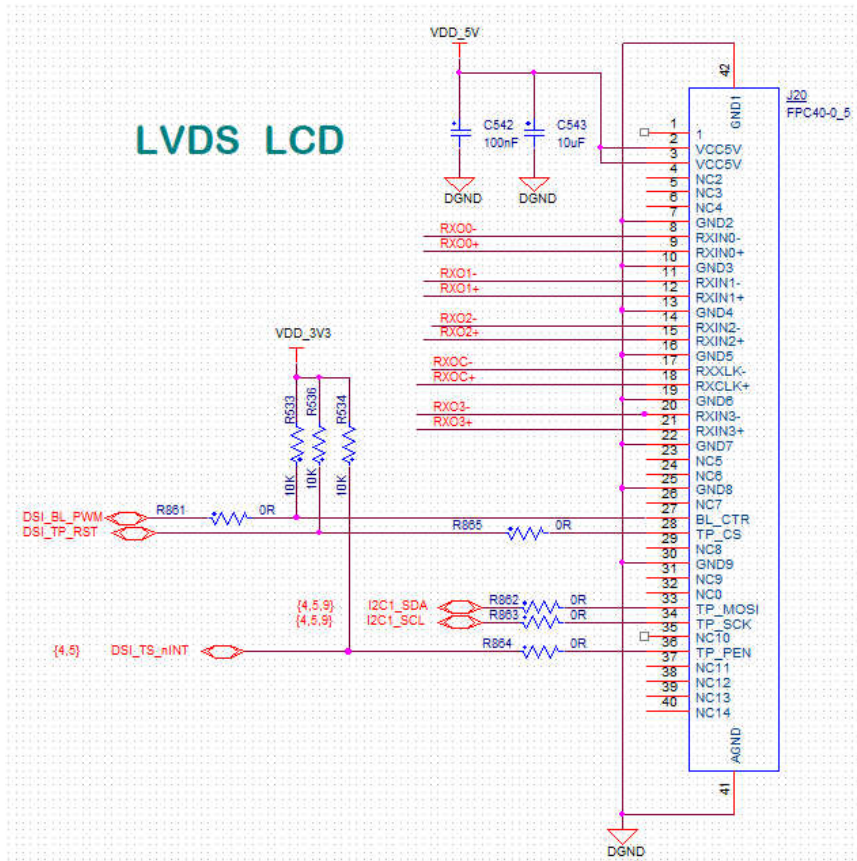 VDD_5V
42
J20
FPC40-0_5
GND1
LVDS LCD
C542
100nF
C543
10uF
DGND
DGND
1 1
2 VCC5V
3 VCC5V
4 NC2
5 NC3
6 NC4
7 GND2
RXO0- 8 RXIN0-
RXO0+ 9 RXIN0+
10 GND3
RXO1- 11 RXIN1-
RXO1+ 12 RXIN1+
13 GND4
RXO2- 14 RXIN2-
RXO2+ 15 RXIN2+
16 GND5
RXOC- 17 RXXLK-
RXOC+ 18 RXCLK+
19 GND6
RXO3- 20 RXIN3-
RXO3+ 21 RXIN3+
22 GND7
23 NC5
24 NC6
25 GND8
26 NC7
27 BL_CTR
28 TP_CS
29 NC8
30 GND9
31 NC9
32 NC0
33 TP_MOSI
34 TP_SCK
35 NC10
36 TP_PEN
37 NC11
38 NC12
39 NC13
40 NC14
VDD_3V3
R533
R536
R534
10K
10K
10K
DSI_BL_PWM R861 0R
DSI_TP_RST R865 0R
{4,5,9} I2C1_SDA R862 0R
{4,5,9} I2C1_SCL R863 0R
{4,5} DSI_TS_nINT R864 0R
AGND
41
DGND